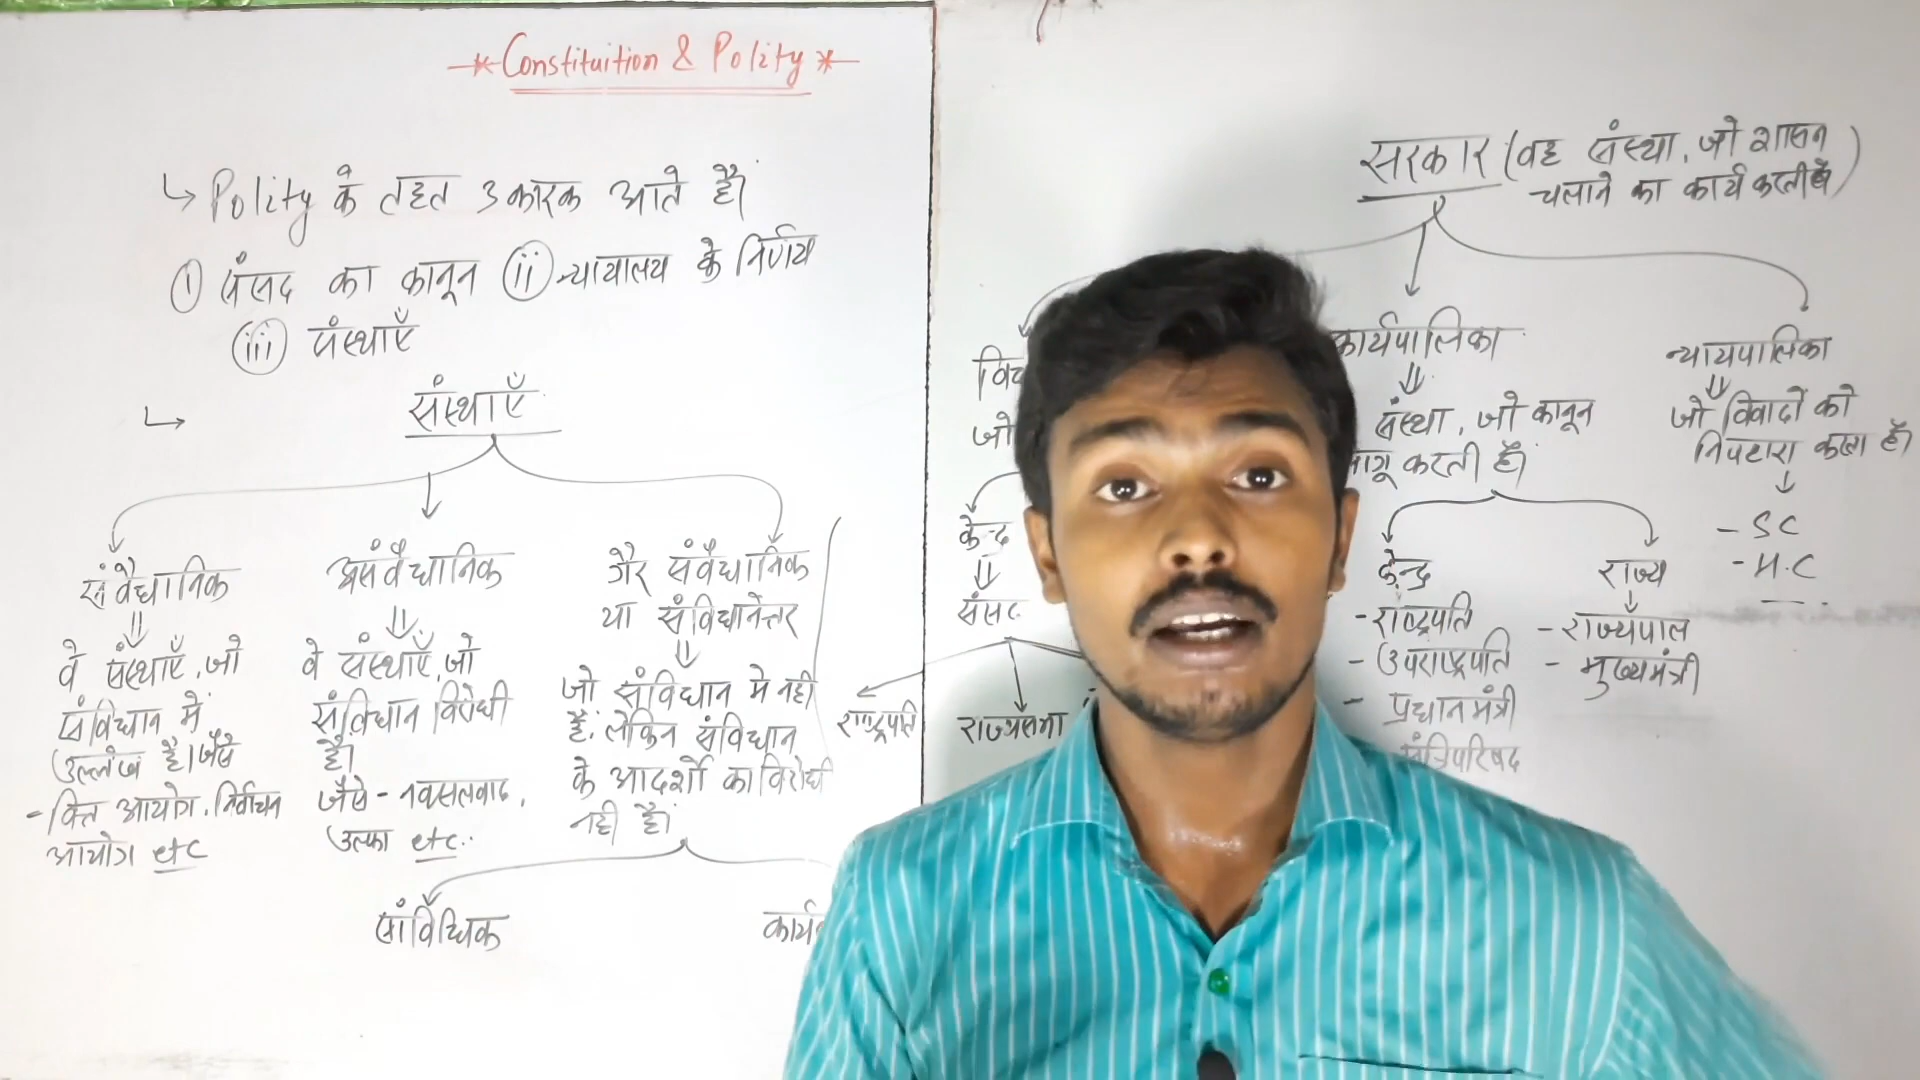 Constituition & Polity
↳ Polity के तहत 3 कारक आते हैं।
① संसद का कानून (ii) न्यायालय के निर्णय
(iii) संस्थाएँ
↳ संस्थाएँ
संवैधानिक
वे संस्थाएँ, जो
संविधान में
उल्लेख है। जैसे
- वित्त आयोग, निर्वाचन
आयोग etc
असंवैधानिक
वे संस्थाएँ, जो
संविधान विरोधी
है।
जैसे - नक्सलवाद,
उल्फा etc.
गैर संवैधानिक
या संविधानेत्तर
जो संविधान मे नही
है, लेकिन संविधान
के आदर्शो का विरोधी
नही है।
सांविधिक
सरकार (वह संस्था, जो शासन
चलाने का कार्य करती है)
जो
केन्द्र
संसद
राष्ट्रपति
राज्यसभा
कार्यपालिका
संस्था, जो कानून
लागू करती है।
केन्द्र
- राष्ट्रपति
- उपराष्ट्रपति
- प्रधानमंत्री
मंत्रिपरिषद
राज्य
- राज्यपाल
- मुख्यमंत्री
न्यायपालिका
जो विवादों को
निपटारा करता है।
- SC
- H.C